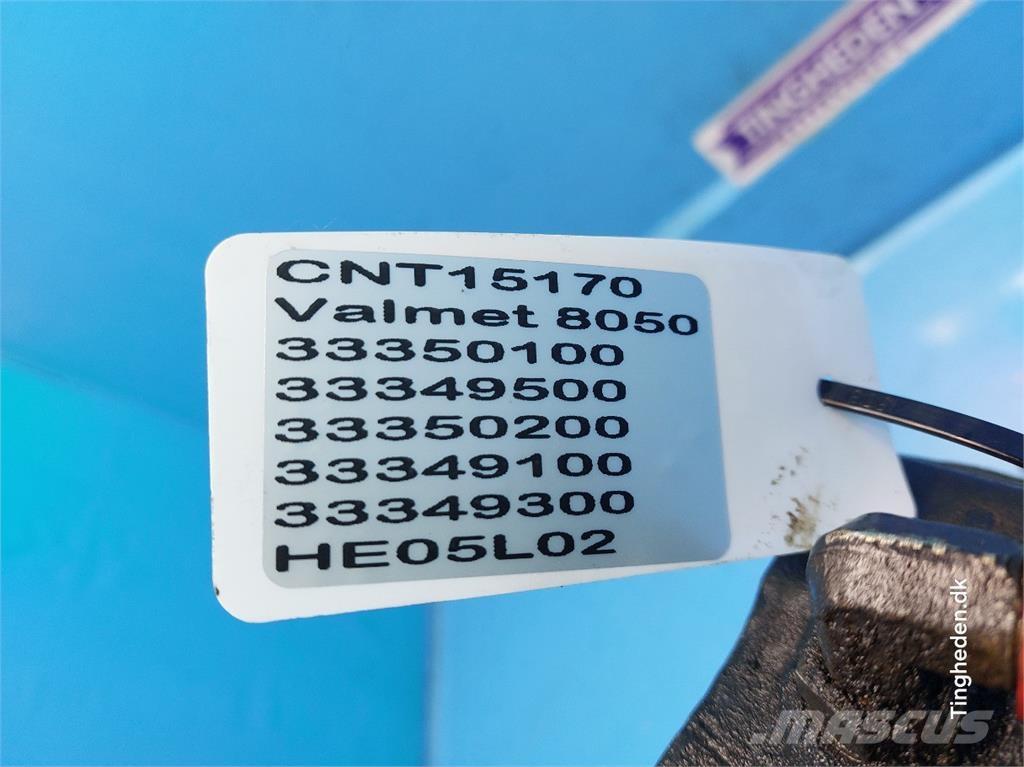 TINGHEDEN
CNT15170
Valmet 8050
33350100
33349500
33350200
33349100
33349300
HE05L02
Tingheden.dk
MASCUS